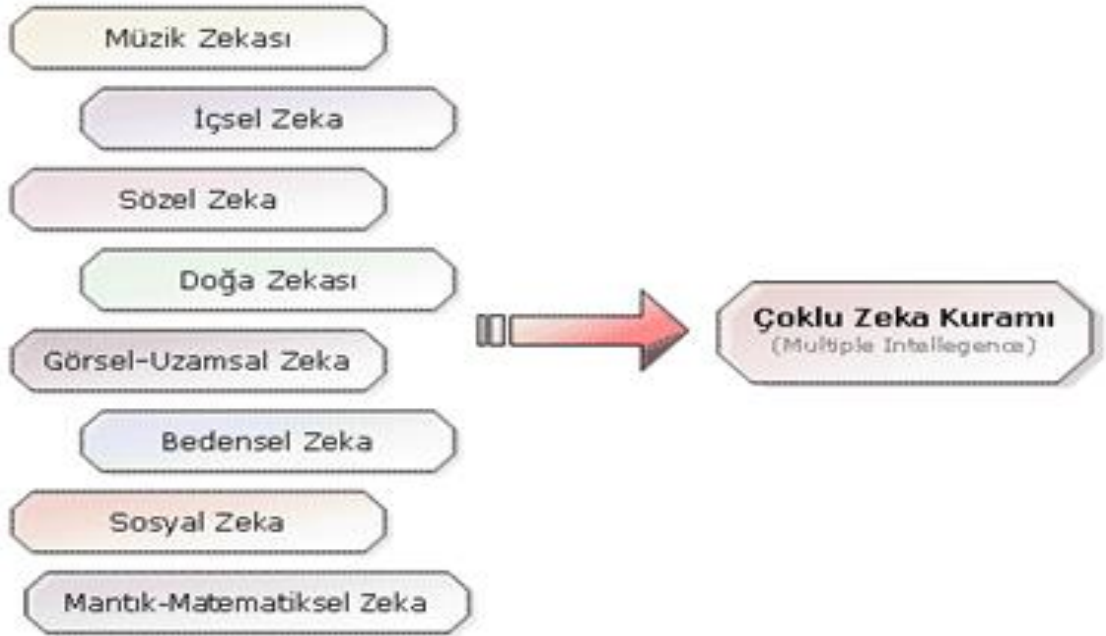 Müzik Zekası
İçsel Zeka
Sözel Zeka
Doğa Zekası
Görsel-Uzamsal Zeka
Bedensel Zeka
Sosyal Zeka
Mantık-Matematiksel Zeka
Çoklu Zeka Kuramı
(Multiple Intellegence)